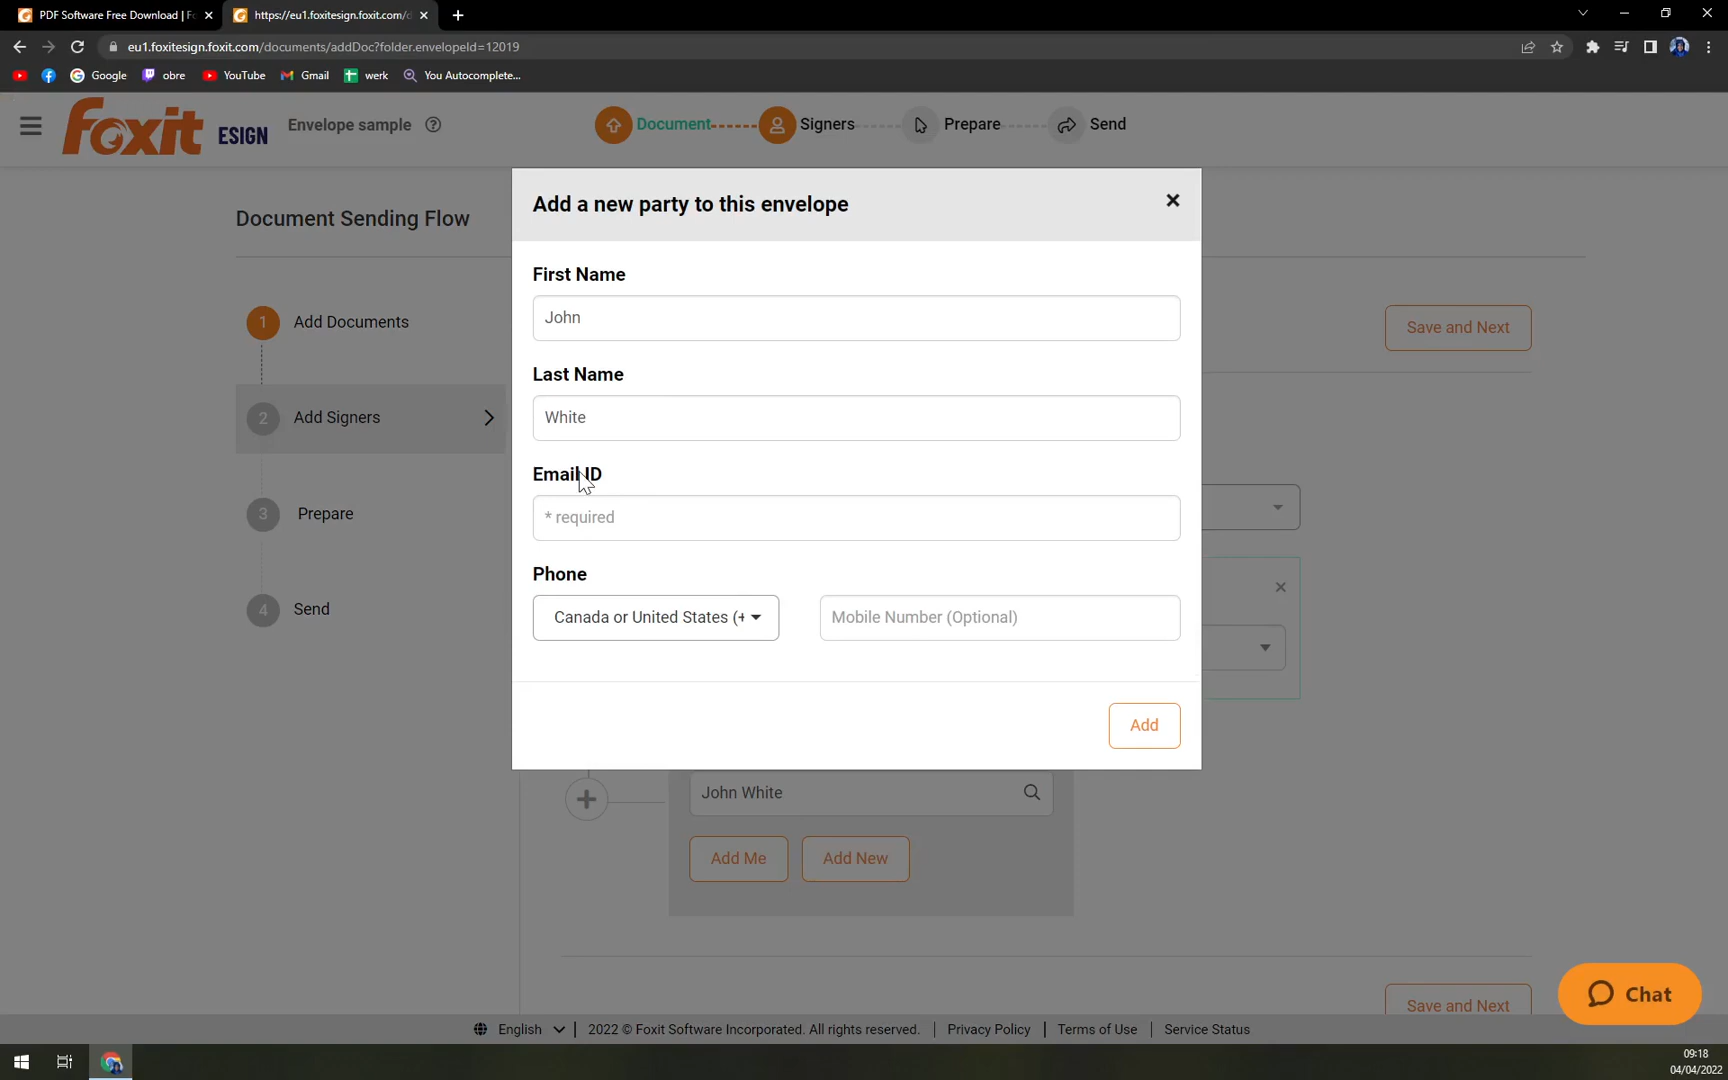 PDF Software Free Download | Fo
https://eu1.foxitesign.foxit.com/d
eu1.foxitesign.foxit.com/documents/addDoc?folder.envelopeId=12019
Google
obre
YouTube
Gmail
werk
You Autocomplete...
foxit ESIGN
Envelope sample
Document
Signers
Prepare
Send
Add a new party to this envelope
Document Sending Flow
First Name
John
1 Add Documents
Save and Next
Last Name
White
2 Add Signers
Email ID
* required
3 Prepare
Phone
Canada or United States (+
Mobile Number (Optional)
4 Send
Add
John White
Add Me
Add New
Save and Next
Chat
English
2022 © Foxit Software Incorporated. All rights reserved.
Privacy Policy
Terms of Use
Service Status
09:18
04/04/2022